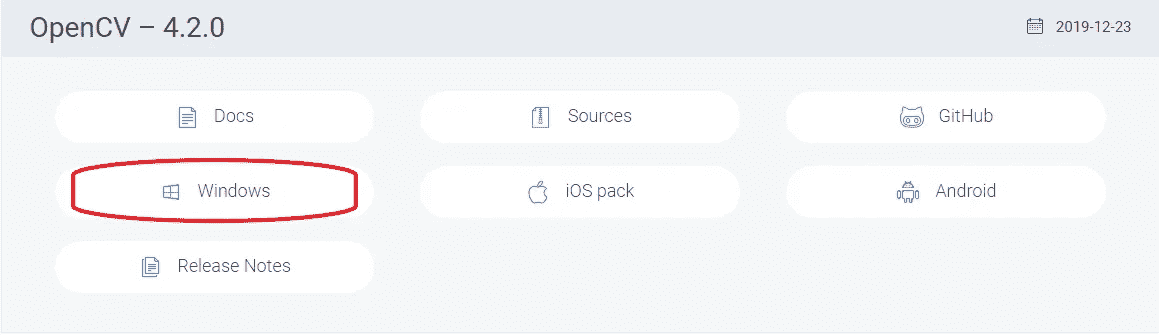 OpenCV – 4.2.0
2019-12-23
Docs
Sources
GitHub
Windows
iOS pack
Android
Release Notes